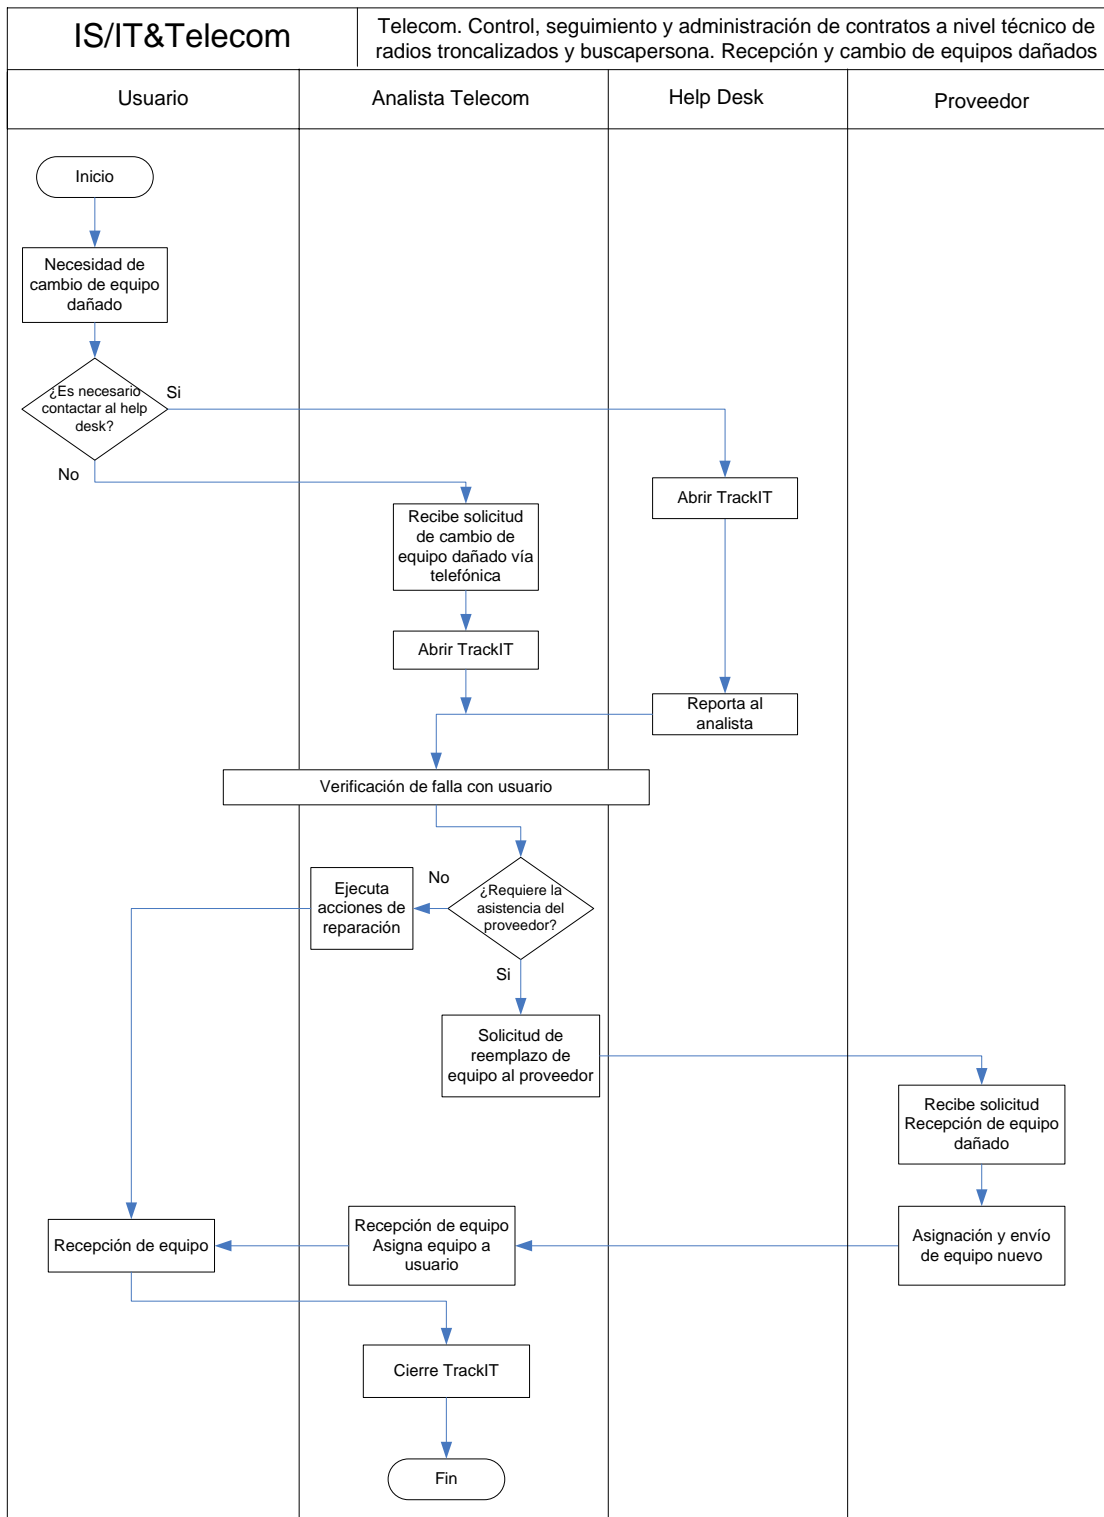 IS/IT&Telecom
Telecom. Control, seguimiento y administración de contratos a nivel técnico de
radios troncalizados y buscapersona. Recepción y cambio de equipos dañados
Usuario
Analista Telecom
Help Desk
Proveedor
Inicio
Necesidad de
cambio de equipo
dañado
¿Es necesario
contactar al help
desk?
Si
No
Abrir TrackIT
Recibe solicitud
de cambio de
equipo dañado vía
telefónica
Abrir TrackIT
Reporta al
analista
Verificación de falla con usuario
Ejecuta
acciones de
reparación
No
¿Requiere la
asistencia del
proveedor?
Si
Solicitud de
reemplazo de
equipo al proveedor
Recibe solicitud
Recepción de equipo
dañado
Recepción de equipo
Recepción de equipo
Asigna equipo a
usuario
Asignación y envío
de equipo nuevo
Cierre TrackIT
Fin